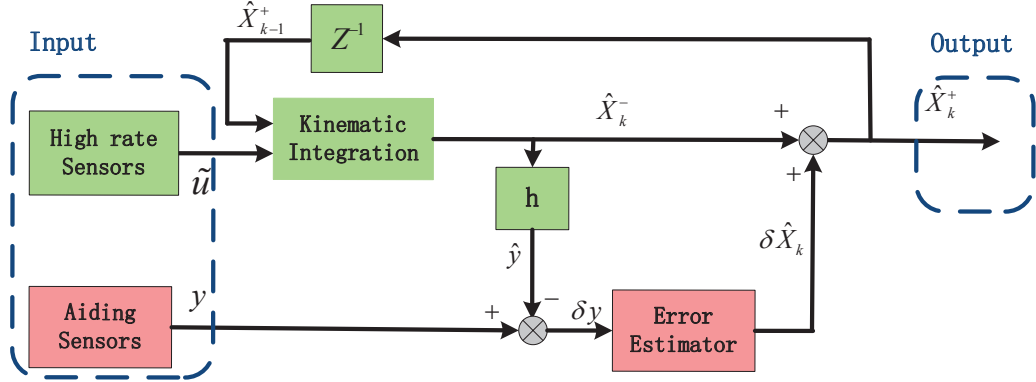 Input
X̂⁺ₖ₋₁
Z⁻¹
Output
X̂⁺ₖ
High rate
Sensors
ũ
Kinematic
Integration
X̂⁻ₖ
+
+
h
ŷ
δX̂ₖ
Aiding
Sensors
y
+
−
δy
Error
Estimator